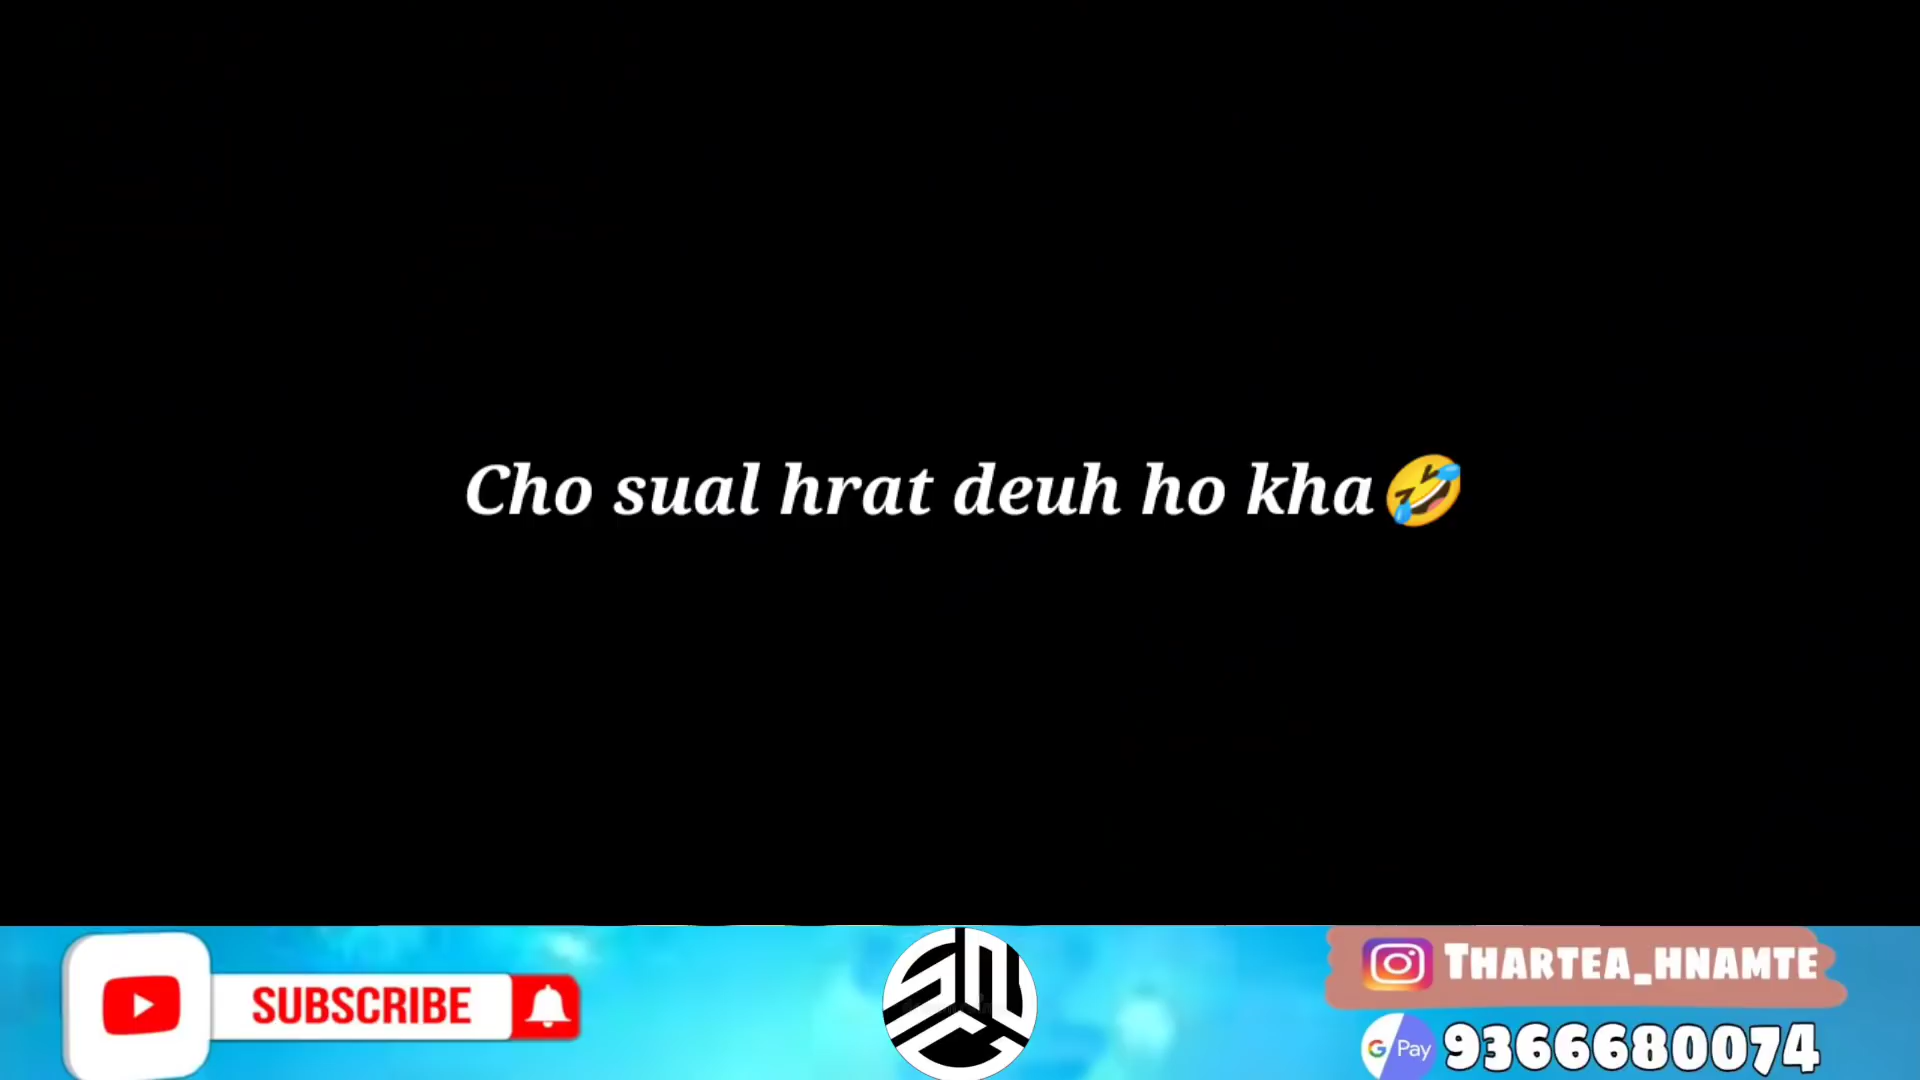 Cho sual hrat deuh ho kha🤣
SUBSCRIBE
THARTEA_HNAMTE
G Pay 9366680074